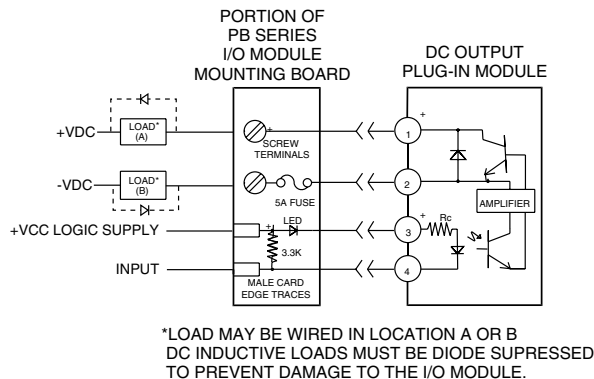 PORTION OF
PB SERIES
I/O MODULE
MOUNTING BOARD
DC OUTPUT
PLUG-IN MODULE
+VDC
LOAD*
(A)
+
SCREW
TERMINALS
1
+
-VDC
LOAD*
(B)
5A FUSE
2
AMPLIFIER
+VCC LOGIC SUPPLY
+
LED
3
+
Rc
3.3K
INPUT
4
MALE CARD
EDGE TRACES
*LOAD MAY BE WIRED IN LOCATION A OR B
DC INDUCTIVE LOADS MUST BE DIODE SUPRESSED
TO PREVENT DAMAGE TO THE I/O MODULE.